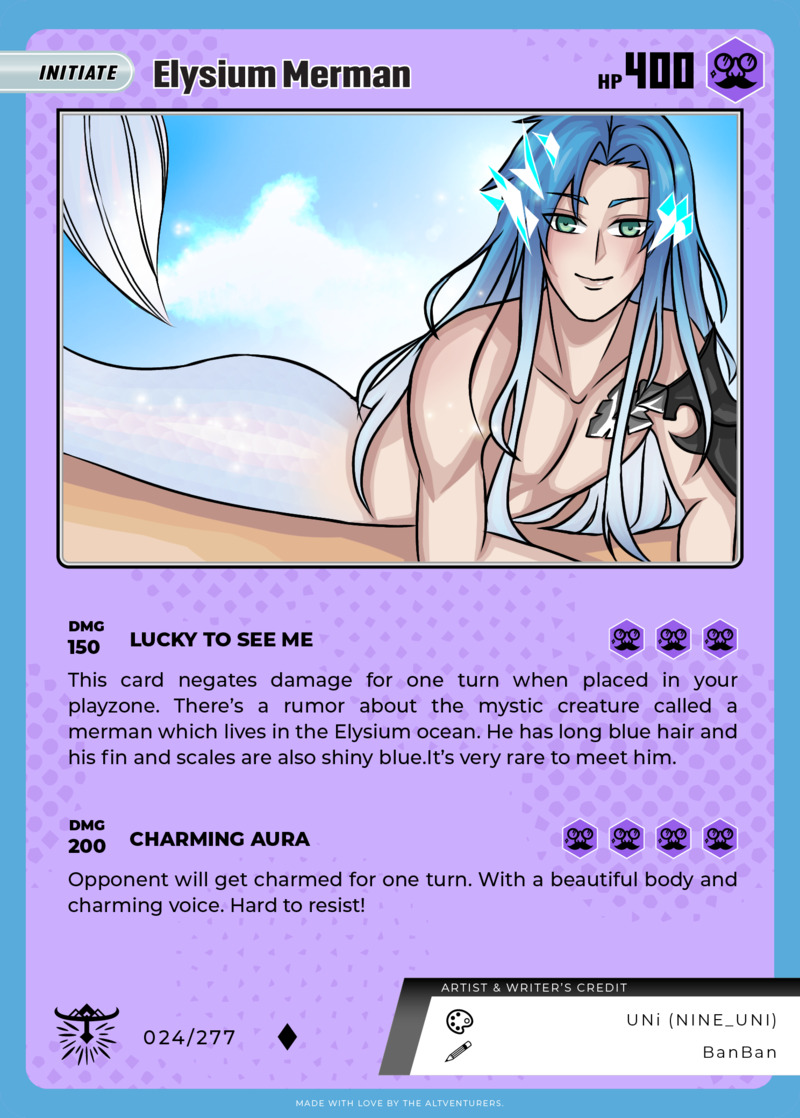 INITIATE
Elysium Merman
HP 400
DMG
150
LUCKY TO SEE ME
This card negates damage for one turn when placed in your
playzone. There's a rumor about the mystic creature called a
merman which lives in the Elysium ocean. He has long blue hair and
his fin and scales are also shiny blue.It's very rare to meet him.
DMG
200
CHARMING AURA
Opponent will get charmed for one turn. With a beautiful body and
charming voice. Hard to resist!
ARTIST & WRITER'S CREDIT
024/277
UNi (NINE_UNI)
BanBan
MADE WITH LOVE BY THE ALTVENTURERS.